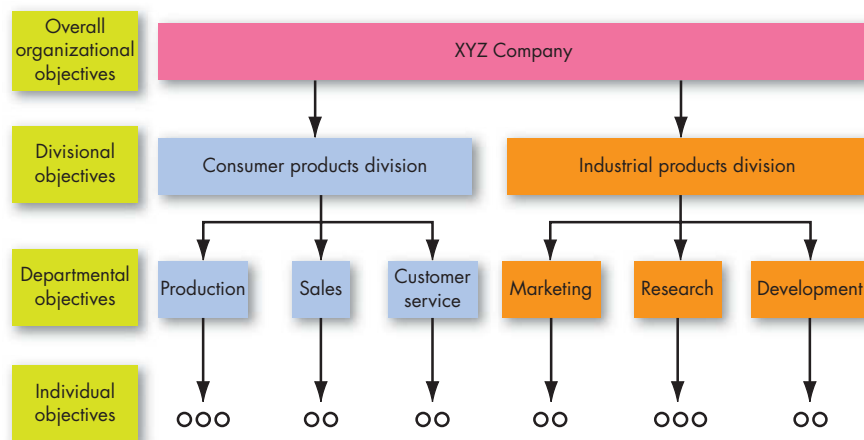 Overall
organizational
objectives
XYZ Company
Divisional
objectives
Consumer products division
Industrial products division
Departmental
objectives
Production
Sales
Customer
service
Marketing
Research
Development
Individual
objectives